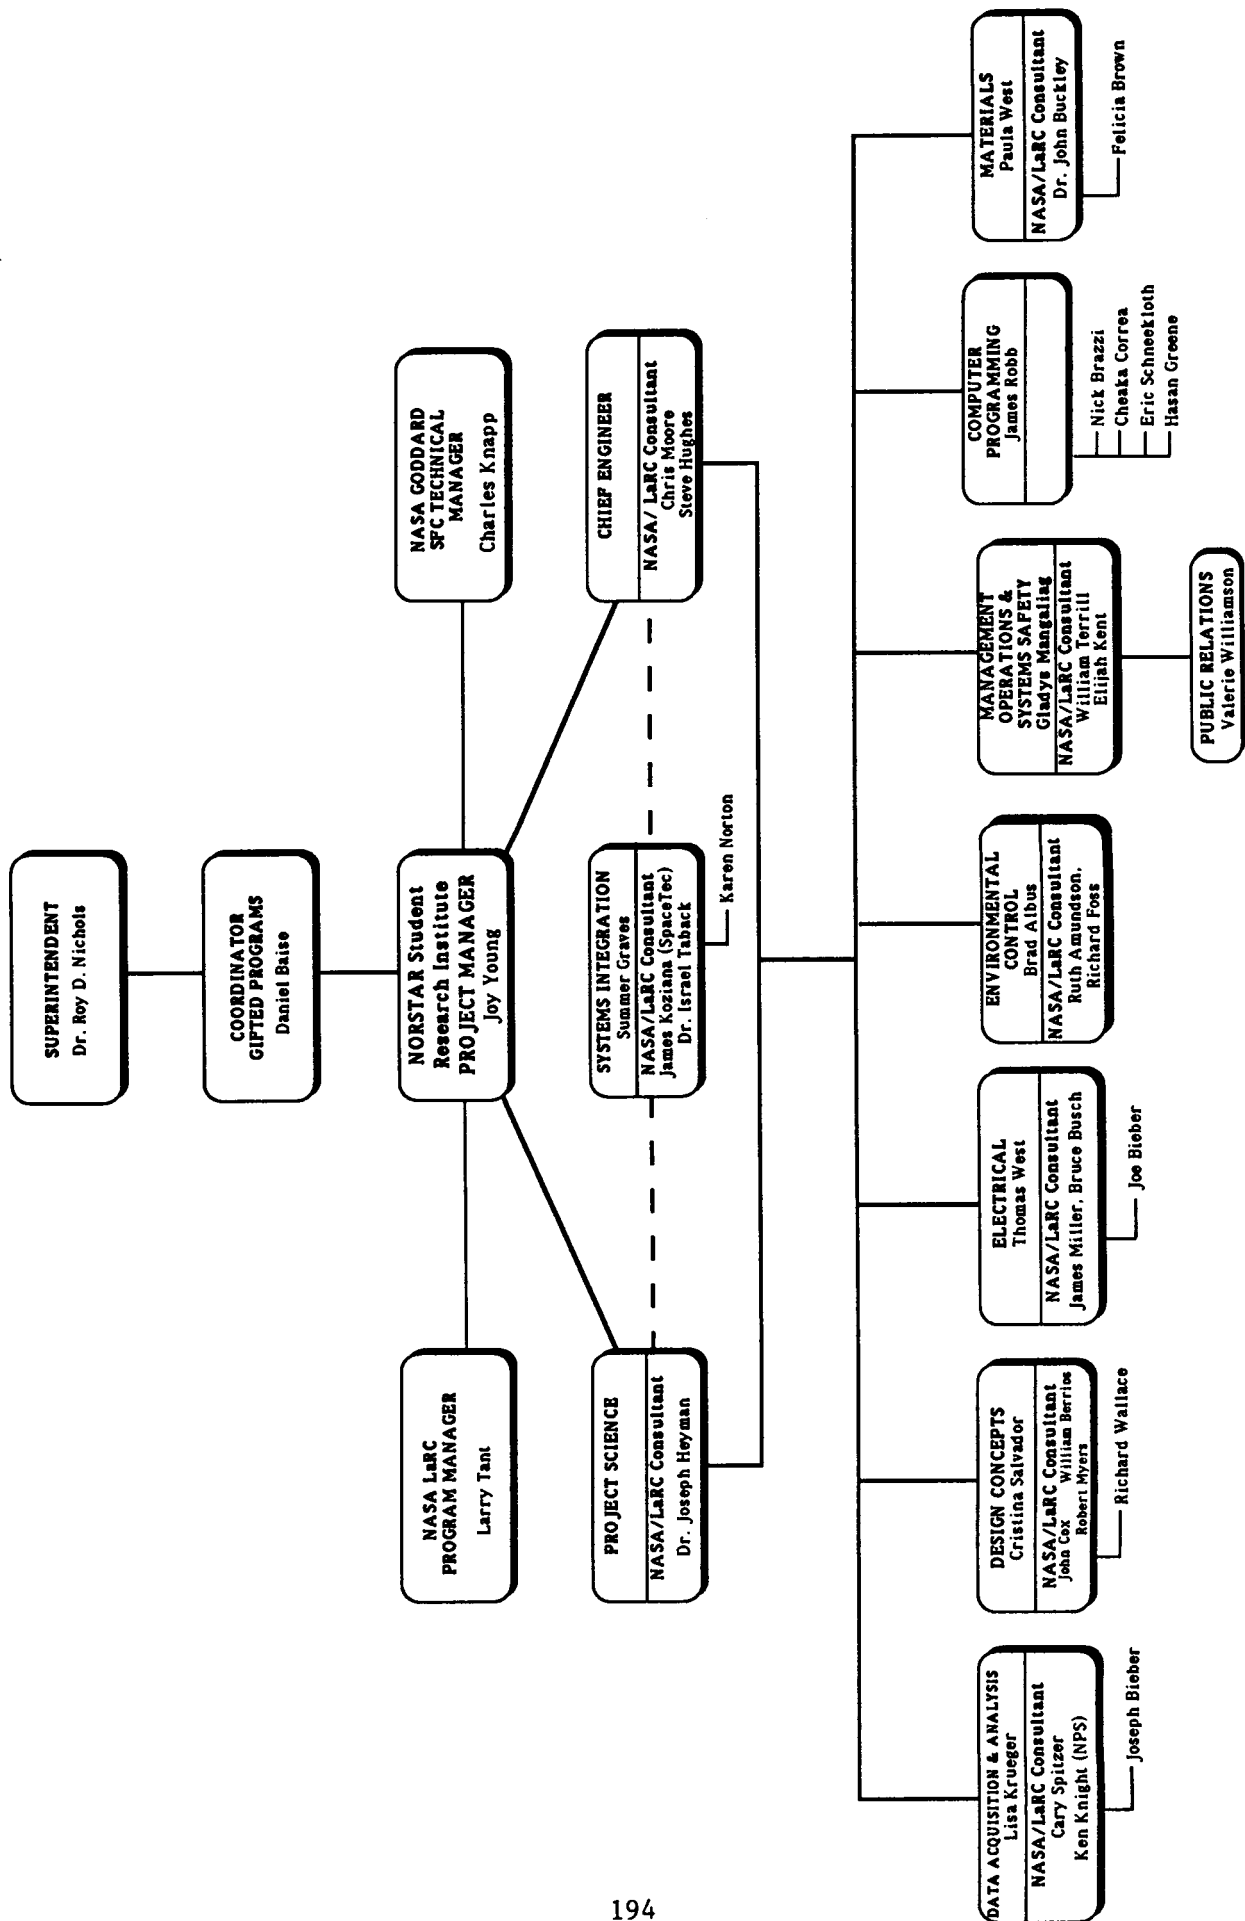 SUPERINTENDENT
Dr. Roy D. Nichols
COORDINATOR
GIFTED PROGRAMS
Daniel Baise
NASA LaRC
PROGRAM MANAGER
Larry Tant
NORSTAR Student
Research Institute
PROJECT MANAGER
Joy Young
NASA GODDARD
SFC TECHNICAL
MANAGER
Charles Knapp
PROJECT SCIENCE
NASA/LaRC Consultant
Dr. Joseph Heyman
SYSTEMS INTEGRATION
Summer Graves
NASA/LaRC Consultant
James Koziana (SpaceTec)
Dr. Israel Taback
Karen Norton
CHIEF ENGINEER
NASA/ LaRC Consultant
Chris Moore
Steve Hughes
DATA ACQUISITION & ANALYSIS
Lisa Krueger
NASA/LaRC Consultant
Cary Spitzer
Ken Knight (NPS)
Joseph Bieber
DESIGN CONCEPTS
Cristina Salvador
NASA/LaRC Consultant
John Cox William Berrios
Robert Myers
Richard Wallace
ELECTRICAL
Thomas West
NASA/LaRC Consultant
James Miller, Bruce Busch
Joe Bieber
ENVIRONMENTAL
CONTROL
Brad Albus
NASA/LaRC Consultant
Ruth Amundson,
Richard Foss
MANAGEMENT
OPERATIONS &
SYSTEMS SAFETY
Gladys Mangaliag
NASA/LaRC Consultant
William Terrill
Elijah Kent
PUBLIC RELATIONS
Valerie Williamson
COMPUTER
PROGRAMMING
James Robb
Nick Brazzi
Cheaka Correa
Eric Schneekloth
Hasan Greene
MATERIALS
Paula West
NASA/LaRC Consultant
Dr. John Buckley
Felicia Brown
194